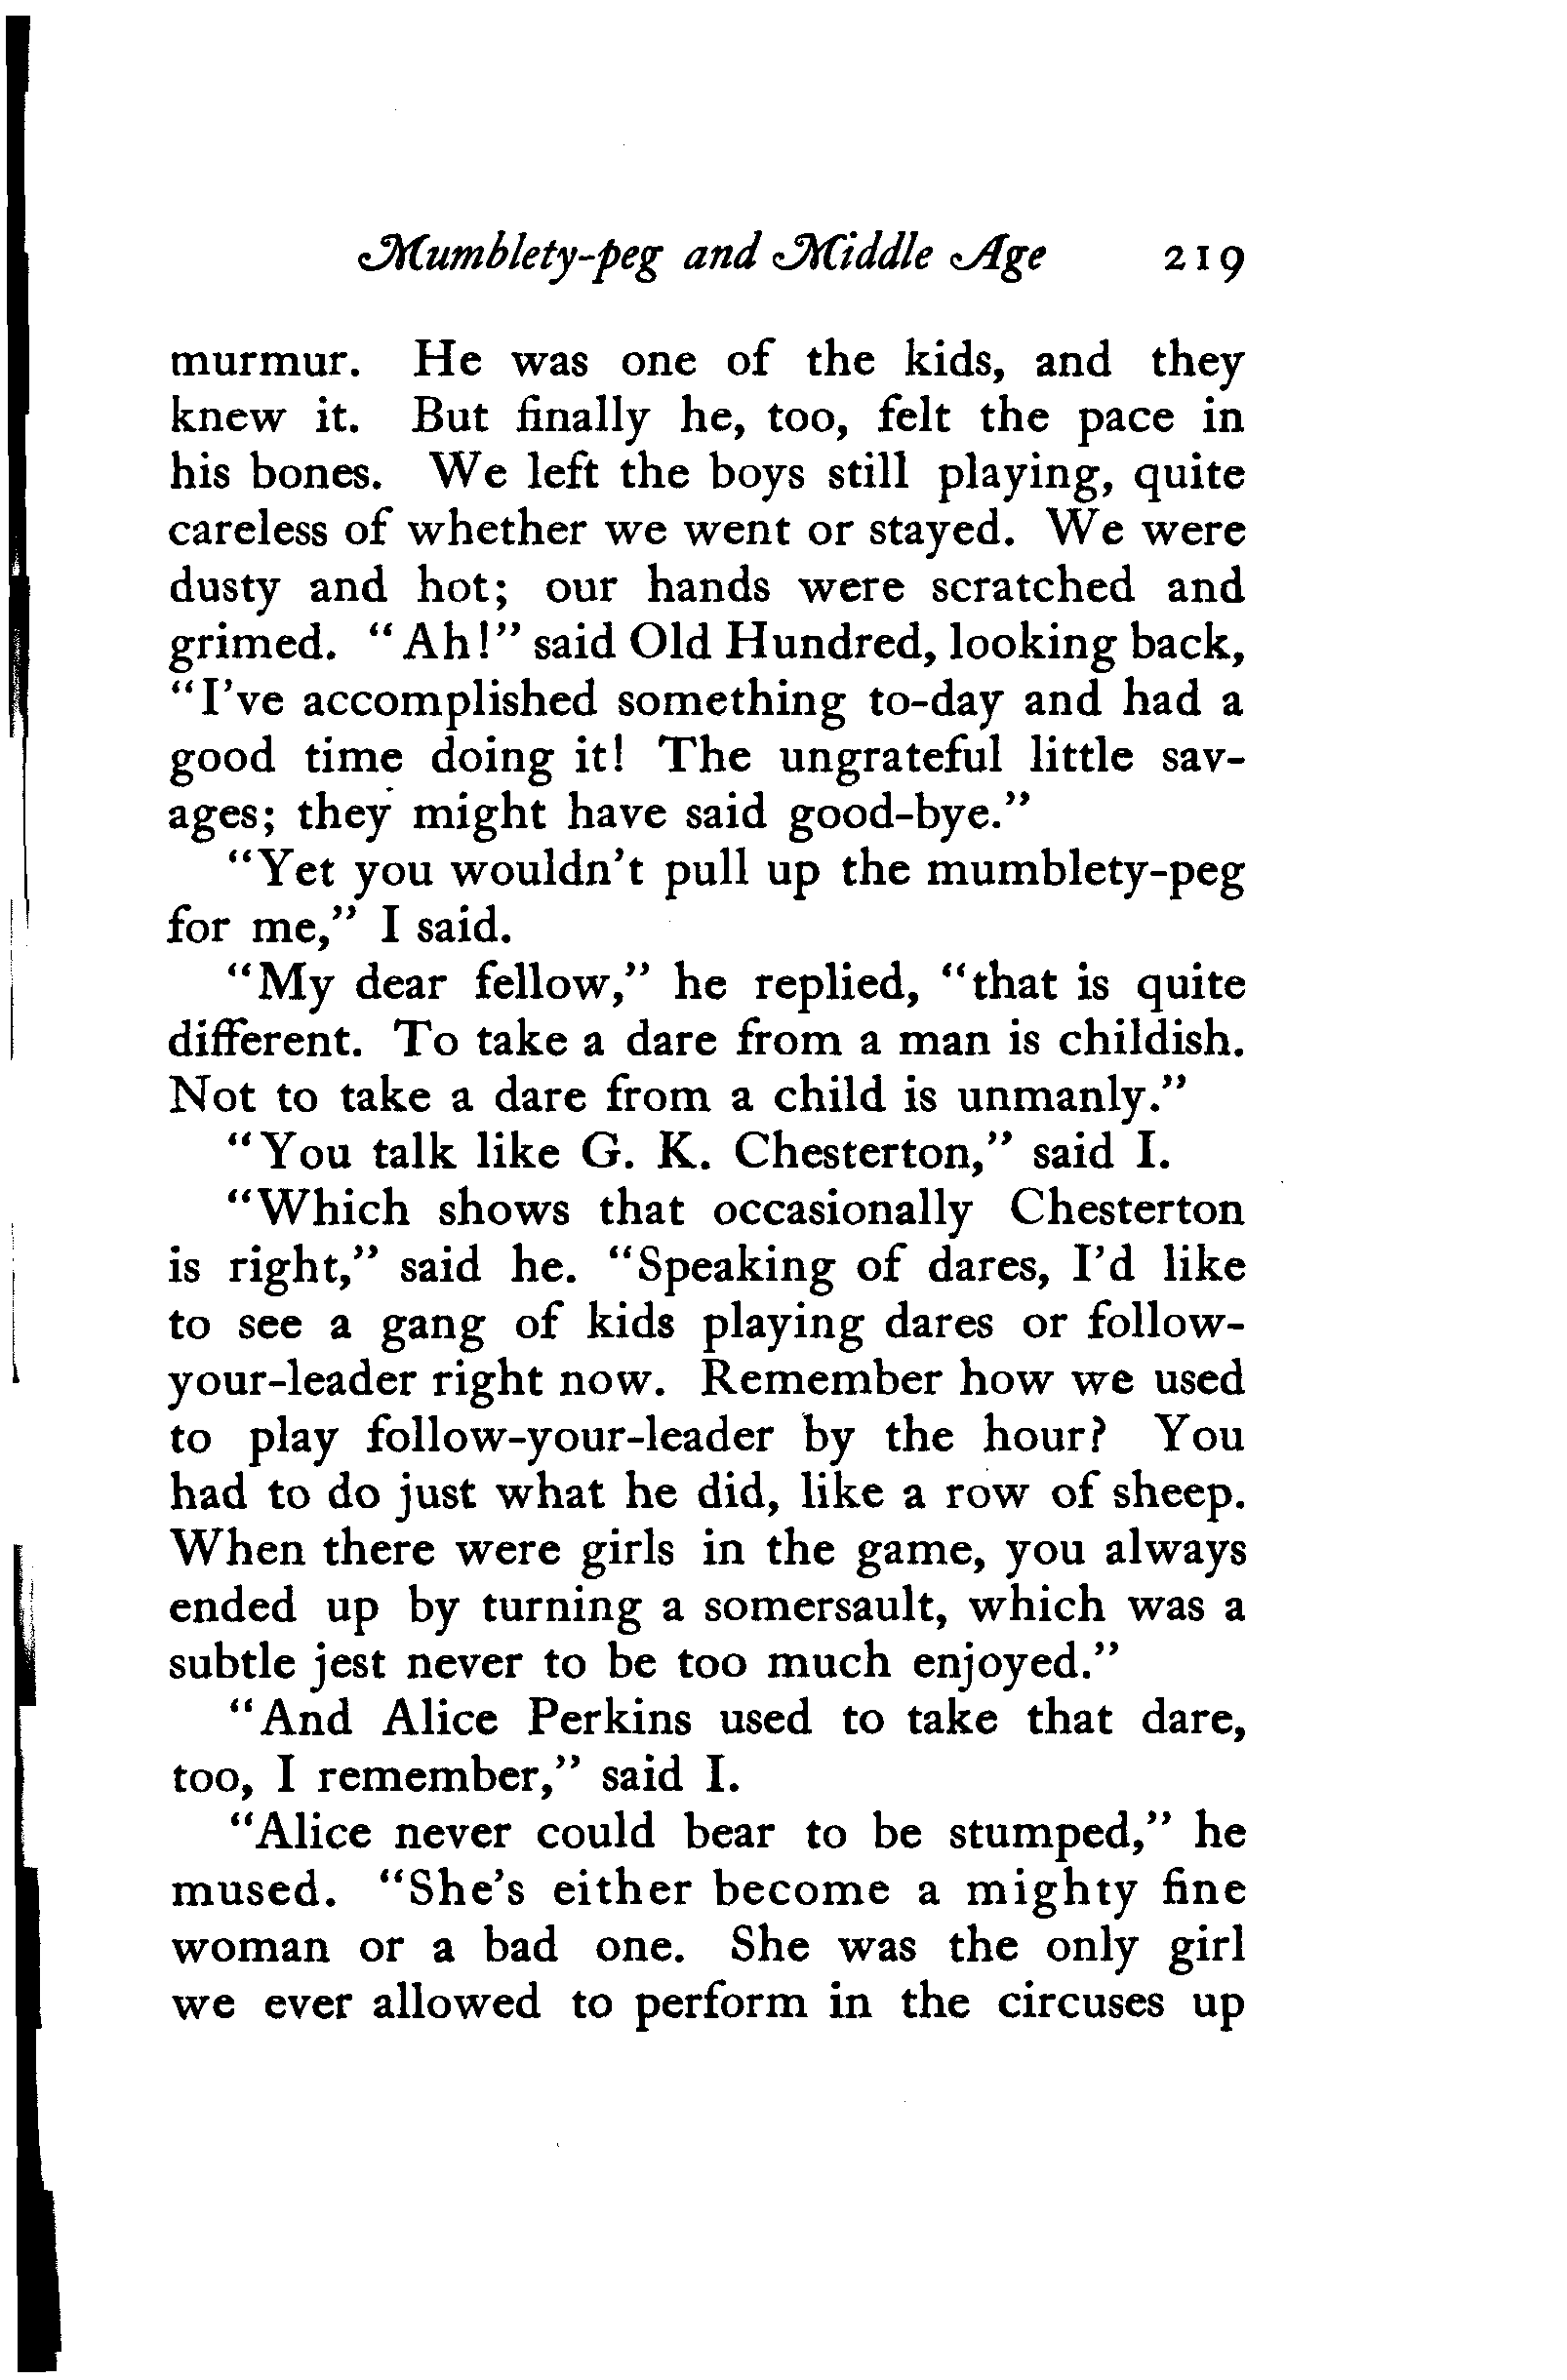 Mumblety-peg and Middle Age 219
murmur. He was one of the kids, and they
knew it. But finally he, too, felt the pace in
his bones. We left the boys still playing, quite
careless of whether we went or stayed. We were
dusty and hot; our hands were scratched and
grimed. "Ah!" said Old Hundred, looking back,
"I've accomplished something to-day and had a
good time doing it! The ungrateful little sav-
ages; they might have said good-bye."
"Yet you wouldn't pull up the mumblety-peg
for me," I said.
"My dear fellow," he replied, "that is quite
different. To take a dare from a man is childish.
Not to take a dare from a child is unmanly."
"You talk like G. K. Chesterton," said I.
"Which shows that occasionally Chesterton
is right," said he. "Speaking of dares, I'd like
to see a gang of kids playing dares or follow-
your-leader right now. Remember how we used
to play follow-your-leader by the hour? You
had to do just what he did, like a row of sheep.
When there were girls in the game, you always
ended up by turning a somersault, which was a
subtle jest never to be too much enjoyed."
"And Alice Perkins used to take that dare,
too, I remember," said I.
"Alice never could bear to be stumped," he
mused. "She's either become a mighty fine
woman or a bad one. She was the only girl
we ever allowed to perform in the circuses up